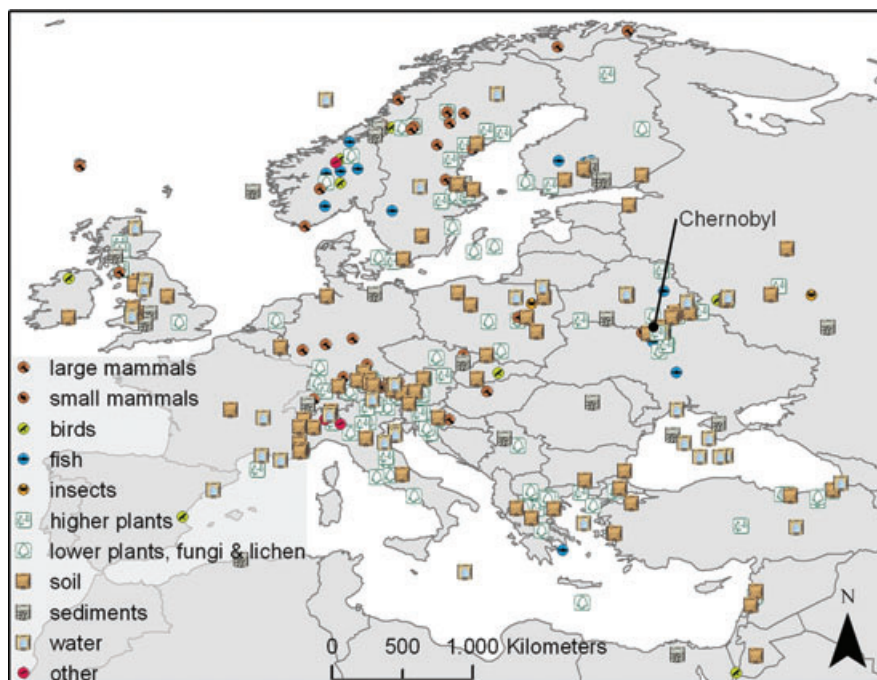 Chernobyl
large mammals
small mammals
birds
fish
insects
higher plants
lower plants, fungi & lichen
soil
sediments
water
other
N
0 500 1.000 Kilometers